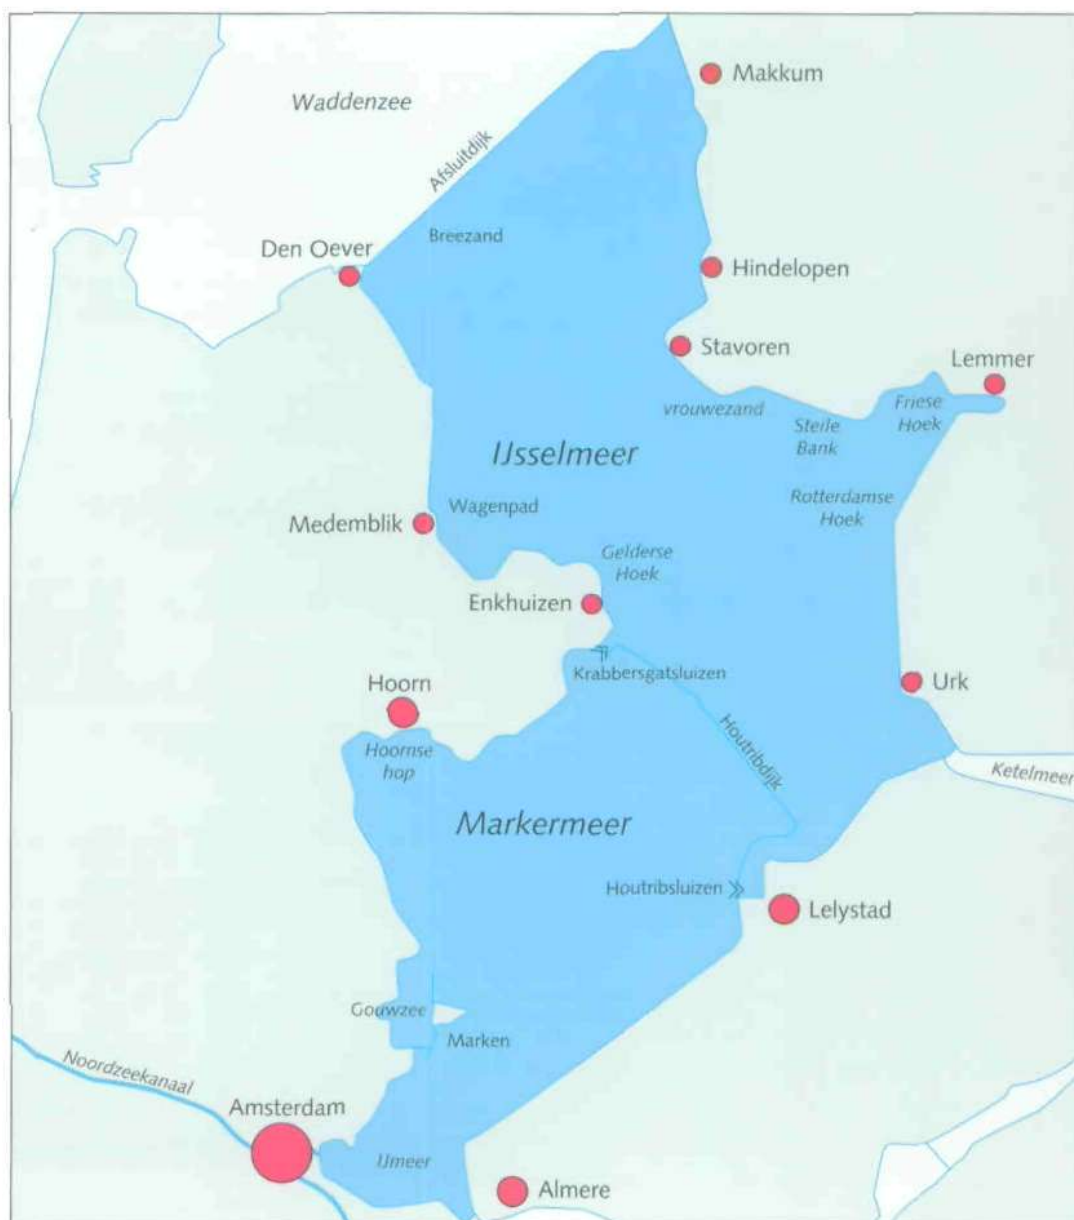 Makkum
Waddenzee
Afsluitdijk
Breezand
Den Oever
Hindelopen
Stavoren
Lemmer
vrouwezand
Friese
Hoek
Steile
Bank
IJsselmeer
Rotterdamse
Hoek
Wagenpad
Medemblik
Gelderse
Hoek
Enkhuizen
Krabbersgatsluizen
Hoorn
Urk
Houtribdijk
Hoornse
hop
Ketelmeer
Markermeer
Houtribsluizen
Lelystad
Gouwzee
Marken
Noordzeekanaal
Amsterdam
IJmeer
Almere